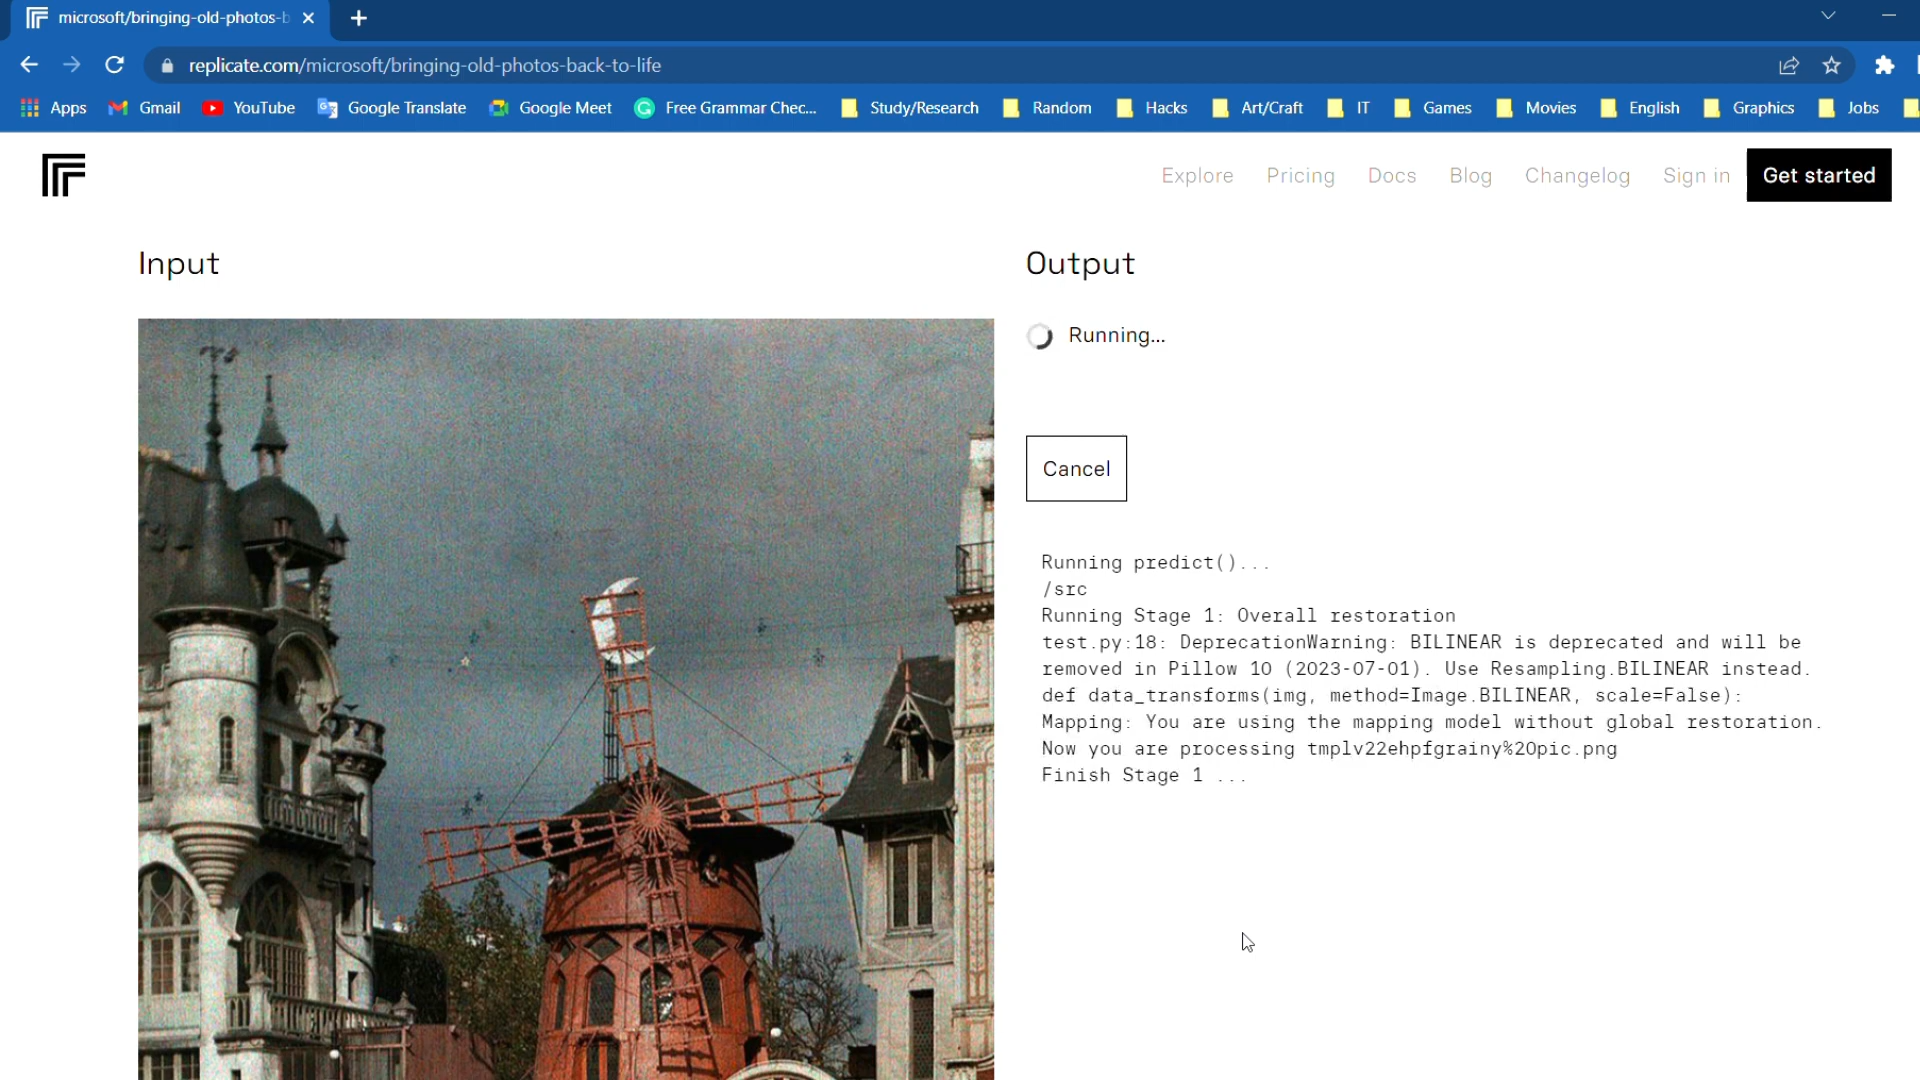 microsoft/bringing-old-photos-b
replicate.com/microsoft/bringing-old-photos-back-to-life
Apps Gmail YouTube Google Translate Google Meet Free Grammar Chec... Study/Research Random Hacks Art/Craft IT Games Movies English Graphics Jobs
Explore Pricing Docs Blog Changelog Sign in Get started
Input
Output
Running...
Cancel
Running predict()...
/src
Running Stage 1: Overall restoration
test.py:18: DeprecationWarning: BILINEAR is deprecated and will be
removed in Pillow 10 (2023-07-01). Use Resampling.BILINEAR instead.
def data_transforms(img, method=Image.BILINEAR, scale=False):
Mapping: You are using the mapping model without global restoration.
Now you are processing tmplv22ehpfgrainy%20pic.png
Finish Stage 1 ...